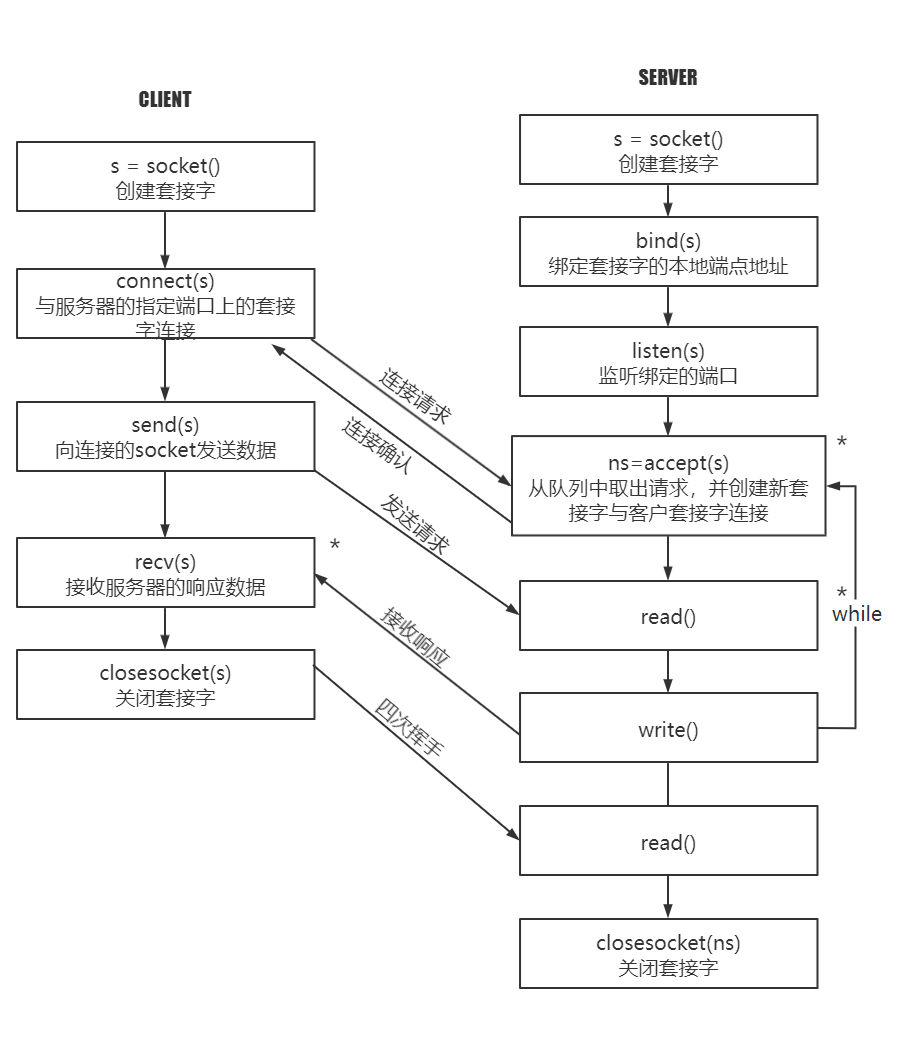 CLIENT
s = socket()
创建套接字
connect(s)
与服务器的指定端口上的套接
字连接
send(s)
向连接的socket发送数据
recv(s)
接收服务器的响应数据
*
closesocket(s)
关闭套接字
连接请求
连接确认
发送请求
接收响应
四次挥手
SERVER
s = socket()
创建套接字
bind(s)
绑定套接字的本地端点地址
listen(s)
监听绑定的端口
*
ns=accept(s)
从队列中取出请求，并创建新套
接字与客户套接字连接
*
while
read()
write()
read()
closesocket(ns)
关闭套接字